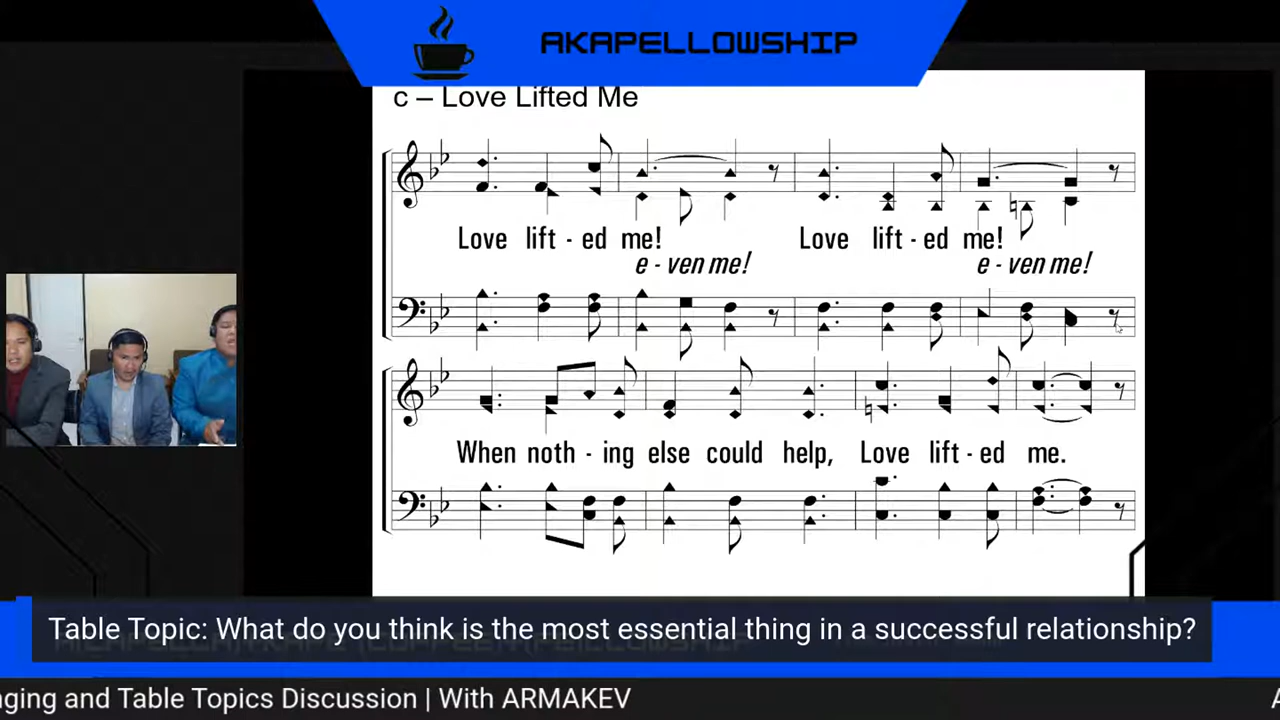 AKAPELLOWSHIP
c – Love Lifted Me
Love lift - ed me! Love lift - ed me!
e - ven me! e - ven me!
When noth - ing else could help, Love lift - ed me.
Table Topic: What do you think is the most essential thing in a successful relationship?
nging and Table Topics Discussion | With ARMAKEV A